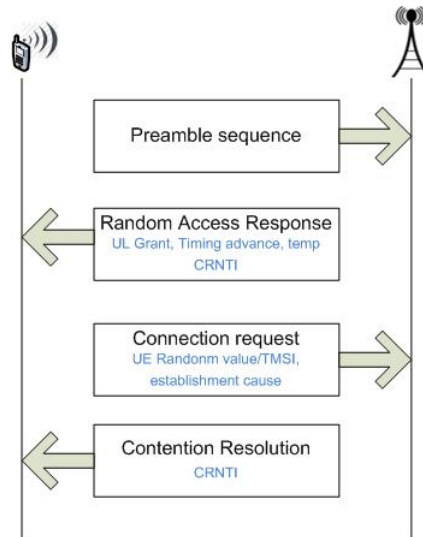 Preamble sequence
Random Access Response
UL Grant, Timing advance, temp
CRNTI
Connection request
UE Randonm value/TMSI,
establishment cause
Contention Resolution
CRNTI